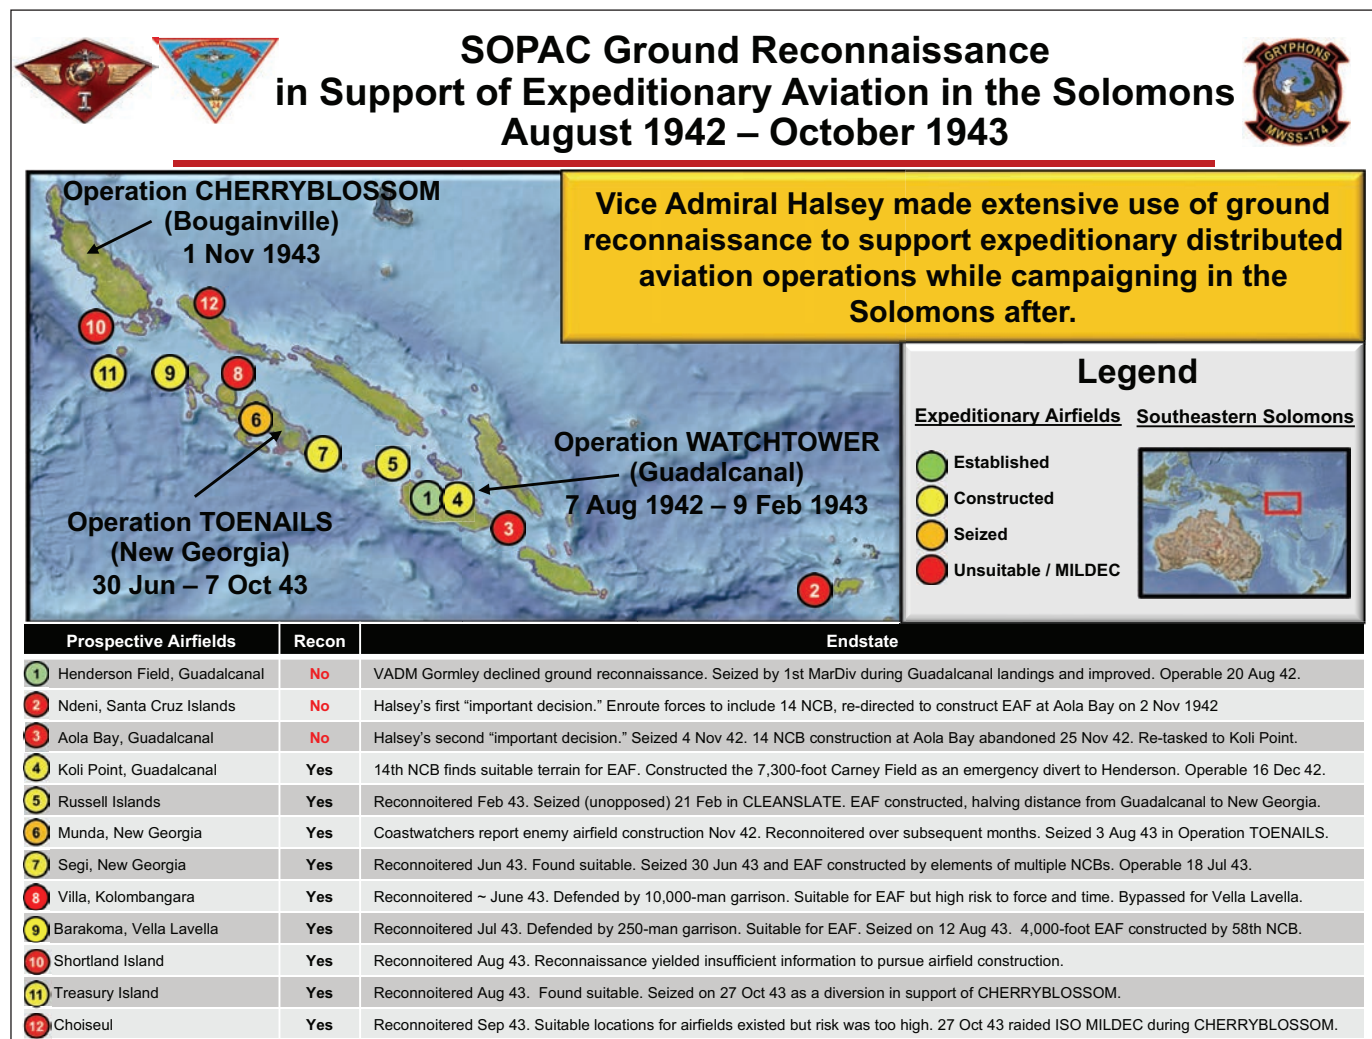 SOPAC Ground Reconnaissance
in Support of Expeditionary Aviation in the Solomons
August 1942 – October 1943
GRYPHONS
MWSS-174
Operation CHERRYBLOSSOM
(Bougainville)
1 Nov 1943
Vice Admiral Halsey made extensive use of ground
reconnaissance to support expeditionary distributed
aviation operations while campaigning in the
Solomons after.
12
10
11
9
8
6
7
5
1
4
3
2
Operation WATCHTOWER
(Guadalcanal)
7 Aug 1942 – 9 Feb 1943
Operation TOENAILS
(New Georgia)
30 Jun – 7 Oct 43
Legend
Expeditionary Airfields Southeastern Solomons
Established
Constructed
Seized
Unsuitable / MILDEC
Prospective Airfields Recon Endstate
1 Henderson Field, Guadalcanal No VADM Gormley declined ground reconnaissance. Seized by 1st MarDiv during Guadalcanal landings and improved. Operable 20 Aug 42.
2 Ndeni, Santa Cruz Islands No Halsey's first “important decision.” Enroute forces to include 14 NCB, re-directed to construct EAF at Aola Bay on 2 Nov 1942
3 Aola Bay, Guadalcanal No Halsey's second “important decision.” Seized 4 Nov 42. 14 NCB construction at Aola Bay abandoned 25 Nov 42. Re-tasked to Koli Point.
4 Koli Point, Guadalcanal Yes 14th NCB finds suitable terrain for EAF. Constructed the 7,300-foot Carney Field as an emergency divert to Henderson. Operable 16 Dec 42.
5 Russell Islands Yes Reconnoitered Feb 43. Seized (unopposed) 21 Feb in CLEANSLATE. EAF constructed, halving distance from Guadalcanal to New Georgia.
6 Munda, New Georgia Yes Coastwatchers report enemy airfield construction Nov 42. Reconnoitered over subsequent months. Seized 3 Aug 43 in Operation TOENAILS.
7 Segi, New Georgia Yes Reconnoitered Jun 43. Found suitable. Seized 30 Jun 43 and EAF constructed by elements of multiple NCBs. Operable 18 Jul 43.
8 Villa, Kolombangara Yes Reconnoitered ~ June 43. Defended by 10,000-man garrison. Suitable for EAF but high risk to force and time. Bypassed for Vella Lavella.
9 Barakoma, Vella Lavella Yes Reconnoitered Jul 43. Defended by 250-man garrison. Suitable for EAF. Seized on 12 Aug 43. 4,000-foot EAF constructed by 58th NCB.
10 Shortland Island Yes Reconnoitered Aug 43. Reconnaissance yielded insufficient information to pursue airfield construction.
11 Treasury Island Yes Reconnoitered Aug 43. Found suitable. Seized on 27 Oct 43 as a diversion in support of CHERRYBLOSSOM.
12 Choiseul Yes Reconnoitered Sep 43. Suitable locations for airfields existed but risk was too high. 27 Oct 43 raided ISO MILDEC during CHERRYBLOSSOM.